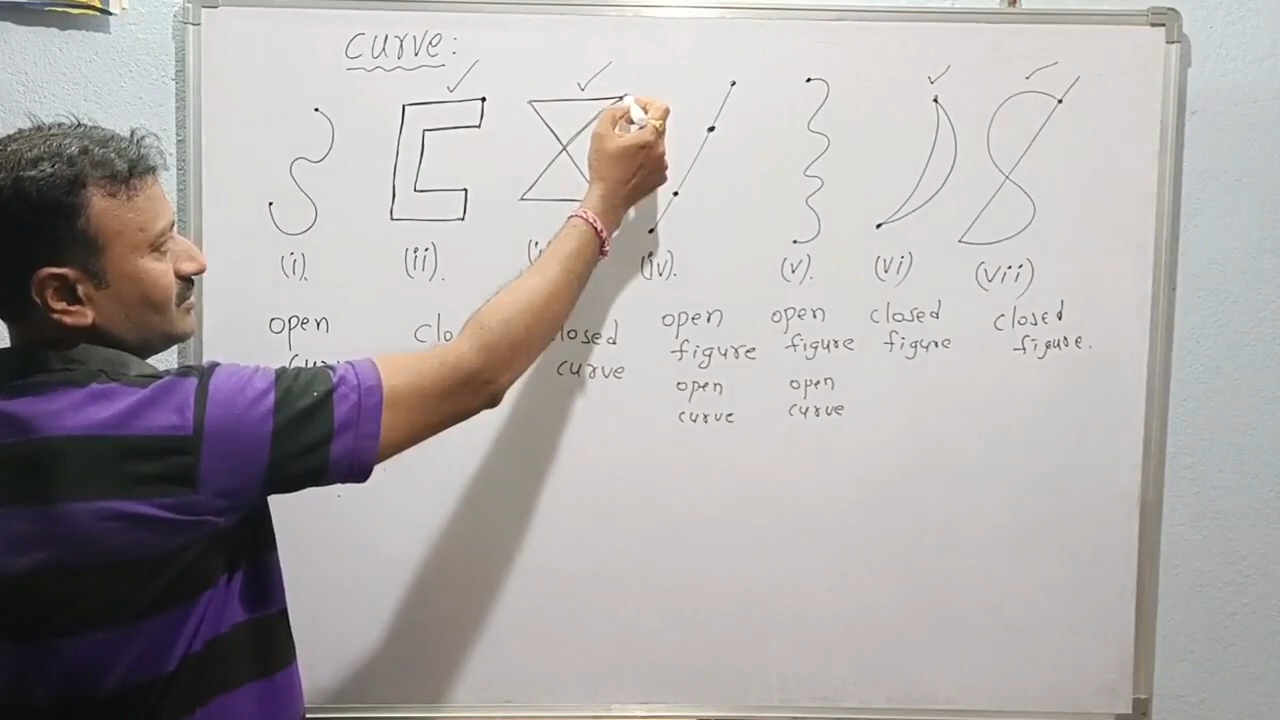 curve:
(i). (ii). (iv). (v). (vi) (vii)
open closed open open closed closed
curve figure figure figure figure.
open open
curve curve